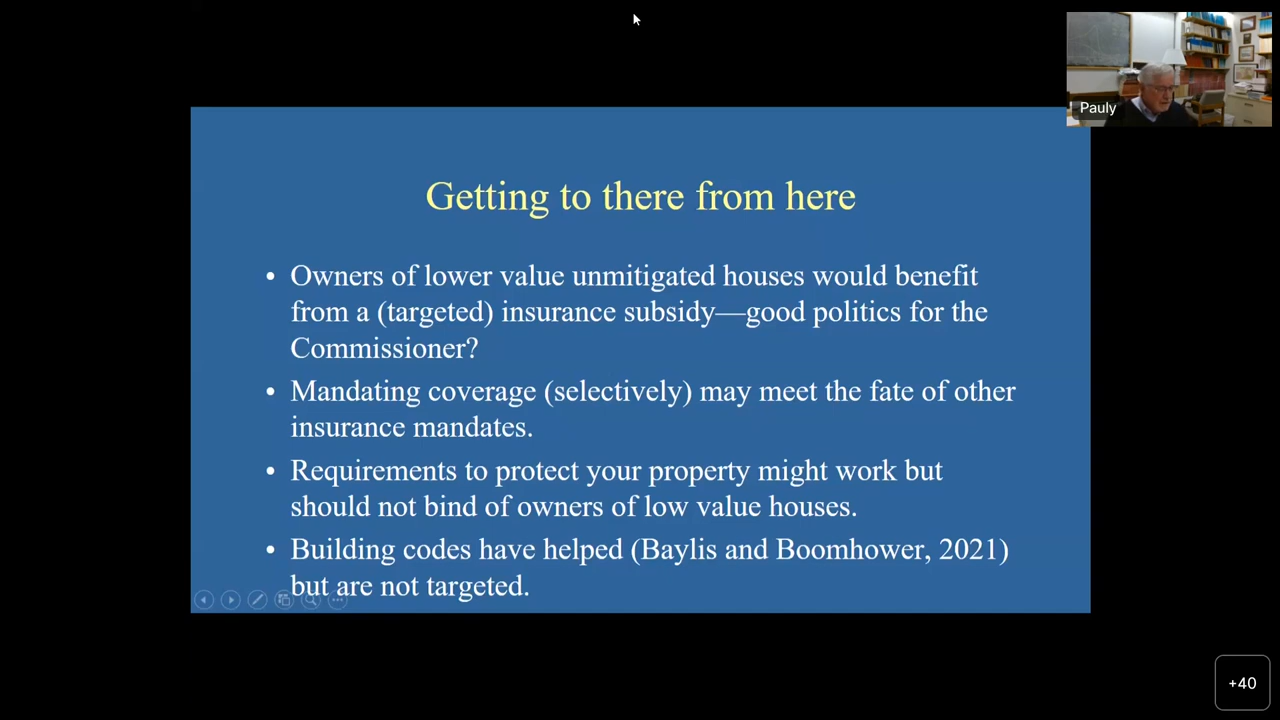 Pauly
Getting to there from here
• Owners of lower value unmitigated houses would benefit
from a (targeted) insurance subsidy—good politics for the
Commissioner?
• Mandating coverage (selectively) may meet the fate of other
insurance mandates.
• Requirements to protect your property might work but
should not bind of owners of low value houses.
• Building codes have helped (Baylis and Boomhower, 2021)
but are not targeted.
+40